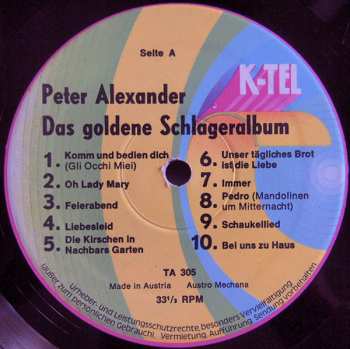 Seite A
K-TEL
Peter Alexander
Das goldene Schlageralbum
1. Komm und bedien dich
(Gli Occhi Miei)
2. Oh Lady Mary
3. Feierabend
4. Liebesleid
5. Die Kirschen in
Nachbars Garten
6. Unser tägliches Brot
ist die Liebe
7. Immer
8. Pedro (Mandolinen
um Mitternacht)
9. Schaukellied
10. Bei uns zu Haus
TA 305
Made in Austria Austro Mechana
33⅓ RPM
Urheber- und Leistungsschutzrechte, besonders Vervielfältigung
(außer zum persönlichen Gebrauch). Vermietung, Aufführung, Sendung vorbehalten